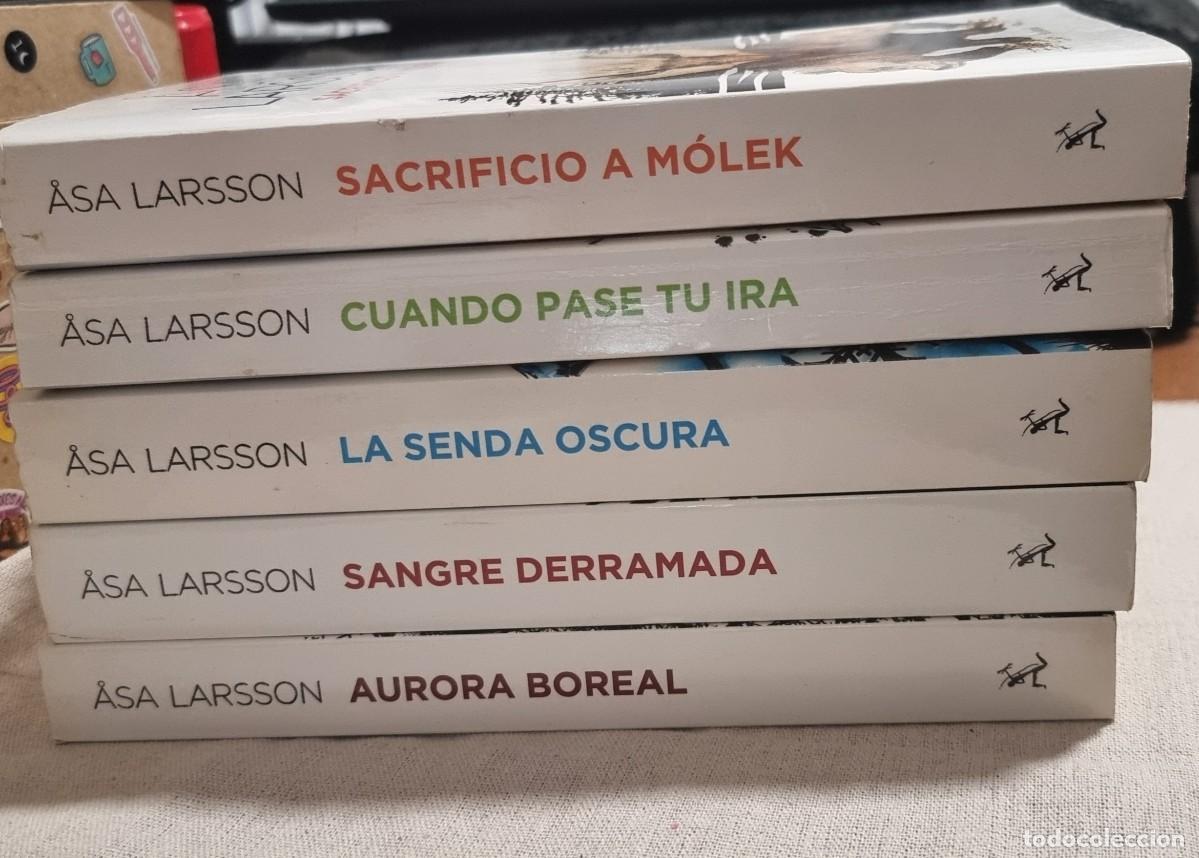 ÅSA LARSSON SACRIFICIO A MÓLEK
ÅSA LARSSON CUANDO PASE TU IRA
ÅSA LARSSON LA SENDA OSCURA
ÅSA LARSSON SANGRE DERRAMADA
ÅSA LARSSON AURORA BOREAL
todocoleccion